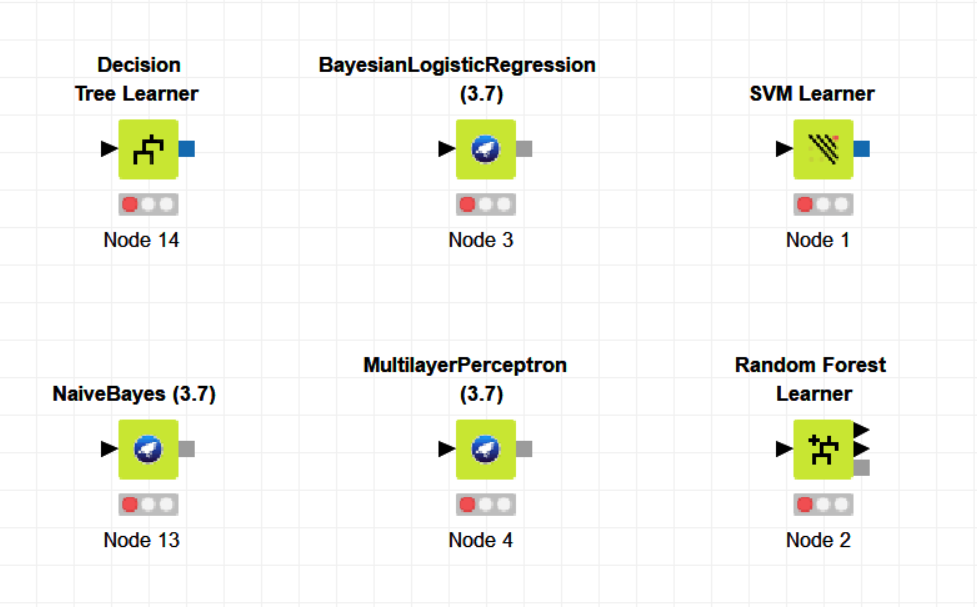 Decision
Tree Learner
Node 14
BayesianLogisticRegression
(3.7)
Node 3
SVM Learner
Node 1
NaiveBayes (3.7)
Node 13
MultilayerPerceptron
(3.7)
Node 4
Random Forest
Learner
Node 2